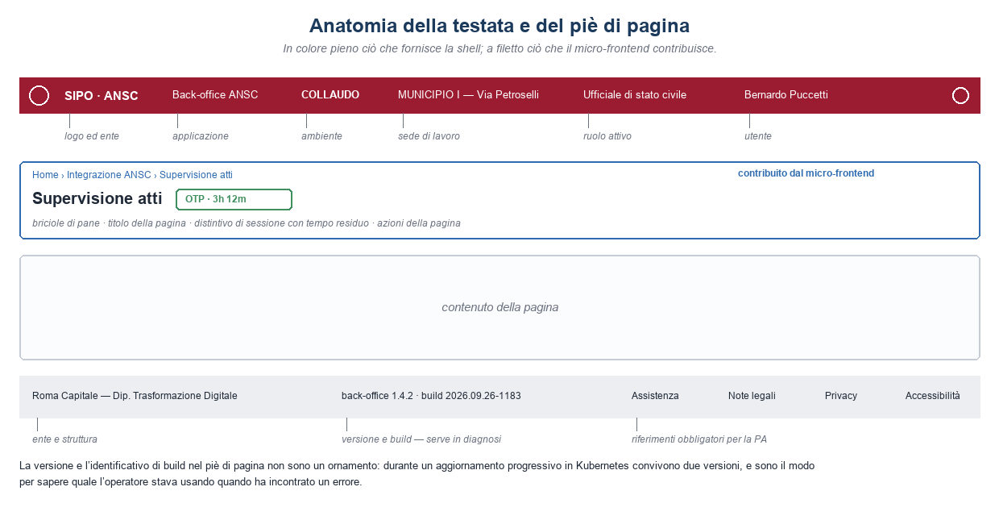 Anatomia della testata e del piè di pagina
In colore pieno ciò che fornisce la shell; a filetto ciò che il micro-frontend contribuisce.
SIPO · ANSC Back-office ANSC COLLAUDO MUNICIPIO I — Via Petroselli Ufficiale di stato civile Bernardo Puccetti
logo ed ente applicazione ambiente sede di lavoro ruolo attivo utente
Home › Integrazione ANSC › Supervisione atti contribuito dal micro-frontend
Supervisione atti OTP · 3h 12m
briciole di pane · titolo della pagina · distintivo di sessione con tempo residuo · azioni della pagina
contenuto della pagina
Roma Capitale — Dip. Trasformazione Digitale back-office 1.4.2 · build 2026.09.26-1183 Assistenza Note legali Privacy Accessibilità
ente e struttura versione e build — serve in diagnosi riferimenti obbligatori per la PA
La versione e l’identificativo di build nel piè di pagina non sono un ornamento: durante un aggiornamento progressivo in Kubernetes convivono due versioni, e sono il modo
per sapere quale l’operatore stava usando quando ha incontrato un errore.